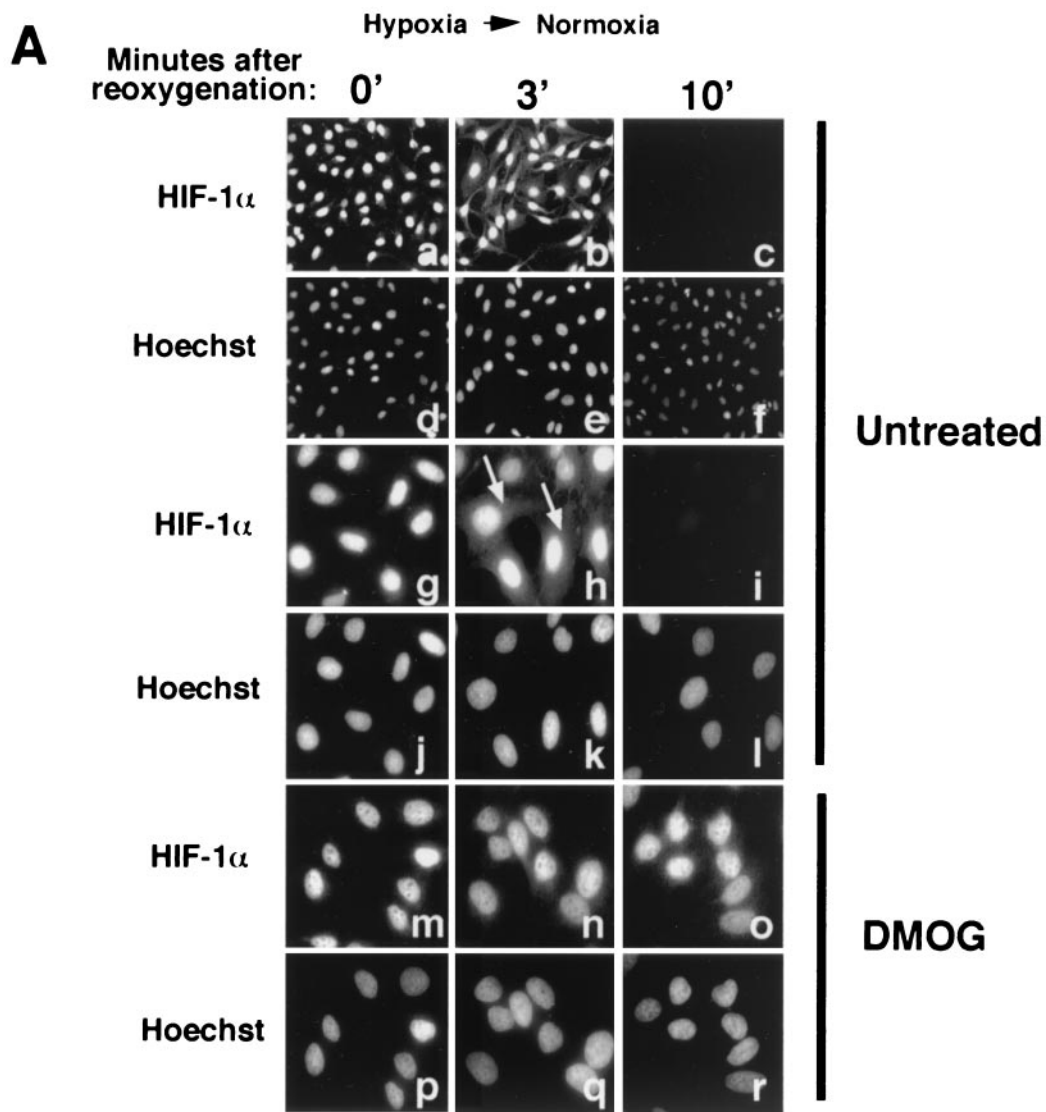 A
Hypoxia → Normoxia
Minutes after
reoxygenation: 0’ 3’ 10’
HIF-1α
a b c
Hoechst
d e f
Untreated
HIF-1α
g h i
Hoechst
j k l
HIF-1α
m n o
DMOG
Hoechst
p q r